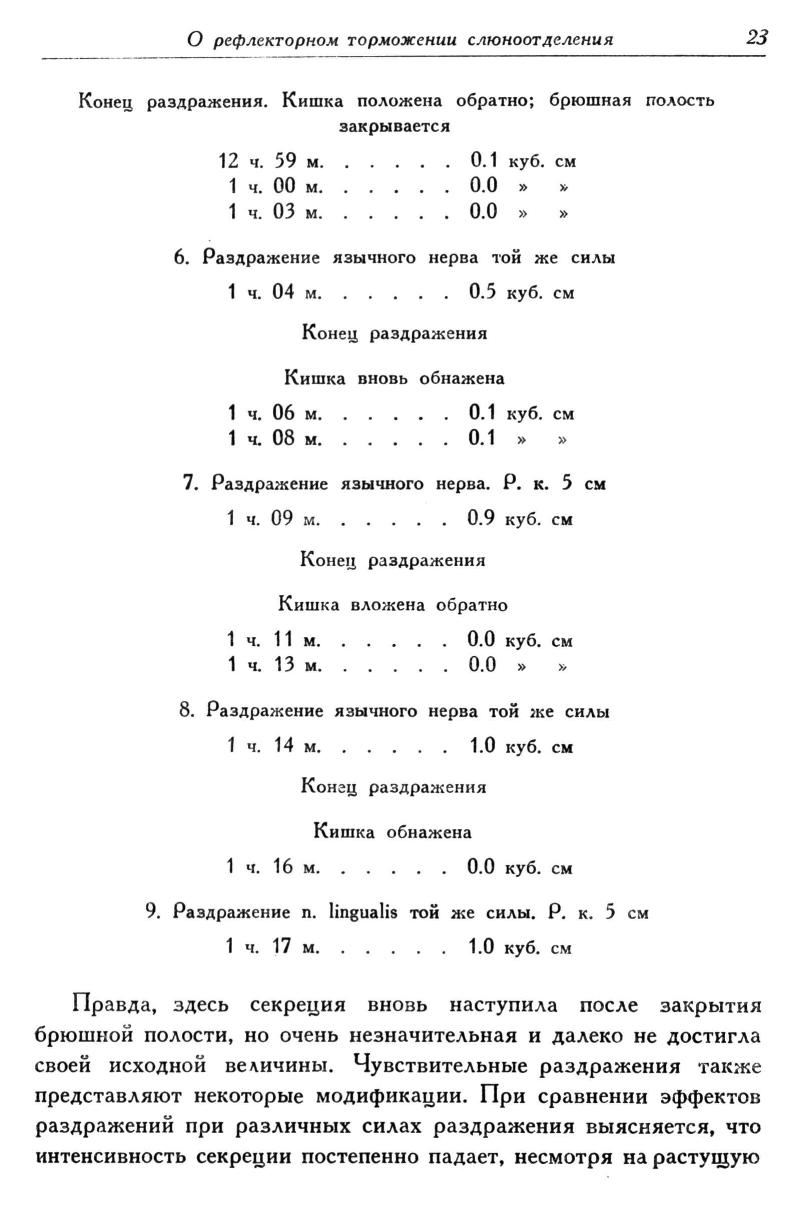 О рефлекторном торможении слюноотделения 23
Конец раздражения. Кишка положена обратно; брюшная полость
закрывается
12 ч. 59 м. . . . . . 0.1 куб. см
1 ч. 00 м. . . . . . 0.0 » »
1 ч. 03 м. . . . . . 0.0 » »
6. Раздражение язычного нерва той же силы
1 ч. 04 м. . . . . . 0.5 куб. см
Конец раздражения
Кишка вновь обнажена
1 ч. 06 м. . . . . . 0.1 куб. см
1 ч. 08 м. . . . . . 0.1 » »
7. Раздражение язычного нерва. Р. к. 5 см
1 ч. 09 м. . . . . . 0.9 куб. см
Конец раздражения
Кишка вложена обратно
1 ч. 11 м. . . . . . 0.0 куб. см
1 ч. 13 м. . . . . . 0.0 » »
8. Раздражение язычного нерва той же силы
1 ч. 14 м. . . . . . 1.0 куб. см
Конец раздражения
Кишка обнажена
1 ч. 16 м. . . . . . 0.0 куб. см
9. Раздражение n. lingualis той же силы. Р. к. 5 см
1 ч. 17 м. . . . . . 1.0 куб. см
Правда, здесь секреция вновь наступила после закрытия
брюшной полости, но очень незначительная и далеко не достигла
своей исходной величины. Чувствительные раздражения также
представляют некоторые модификации. При сравнении эффектов
раздражений при различных силах раздражения выясняется, что
интенсивность секреции постепенно падает, несмотря на растущую